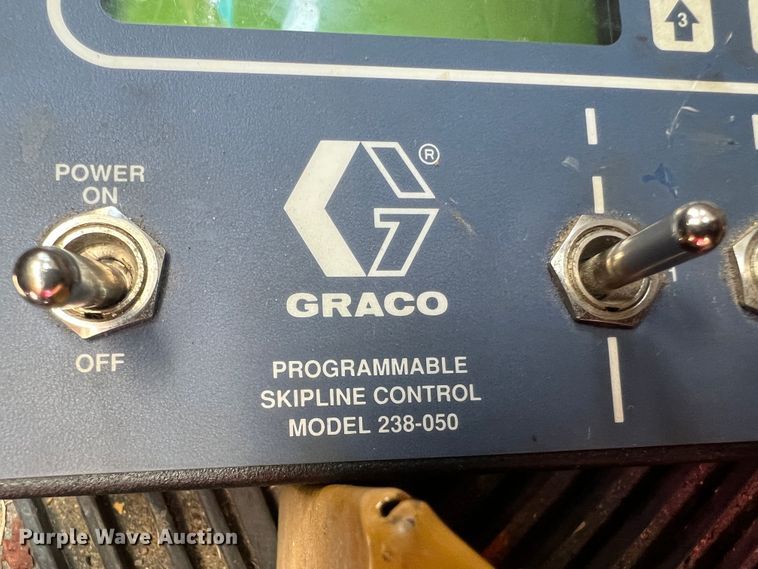 3
POWER
ON
OFF
®
GRACO
PROGRAMMABLE
SKIPLINE CONTROL
MODEL 238-050
Purple Wave Auction